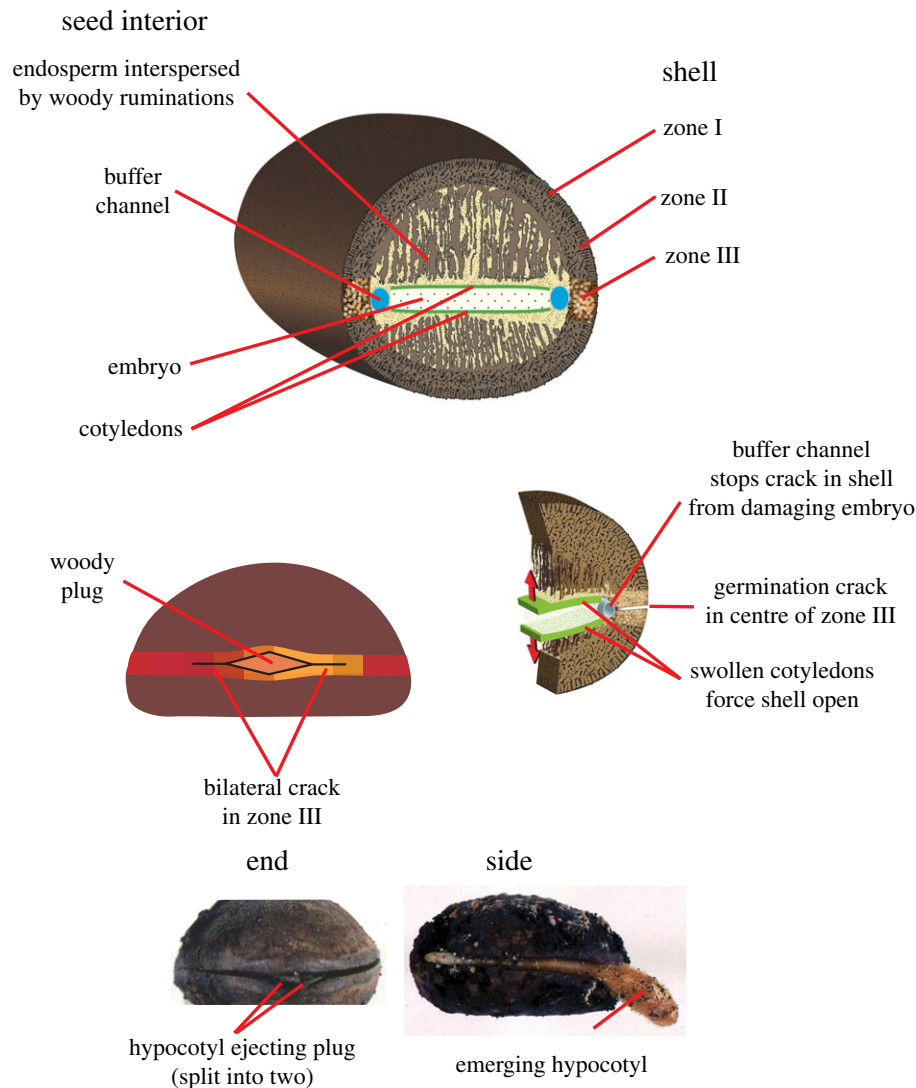 seed interior
endosperm interspersed
by woody ruminations
shell
zone I
buffer
channel
zone II
zone III
embryo
cotyledons
buffer channel
stops crack in shell
from damaging embryo
woody
plug
germination crack
in centre of zone III
swollen cotyledons
force shell open
bilateral crack
in zone III
end
side
hypocotyl ejecting plug
(split into two)
emerging hypocotyl